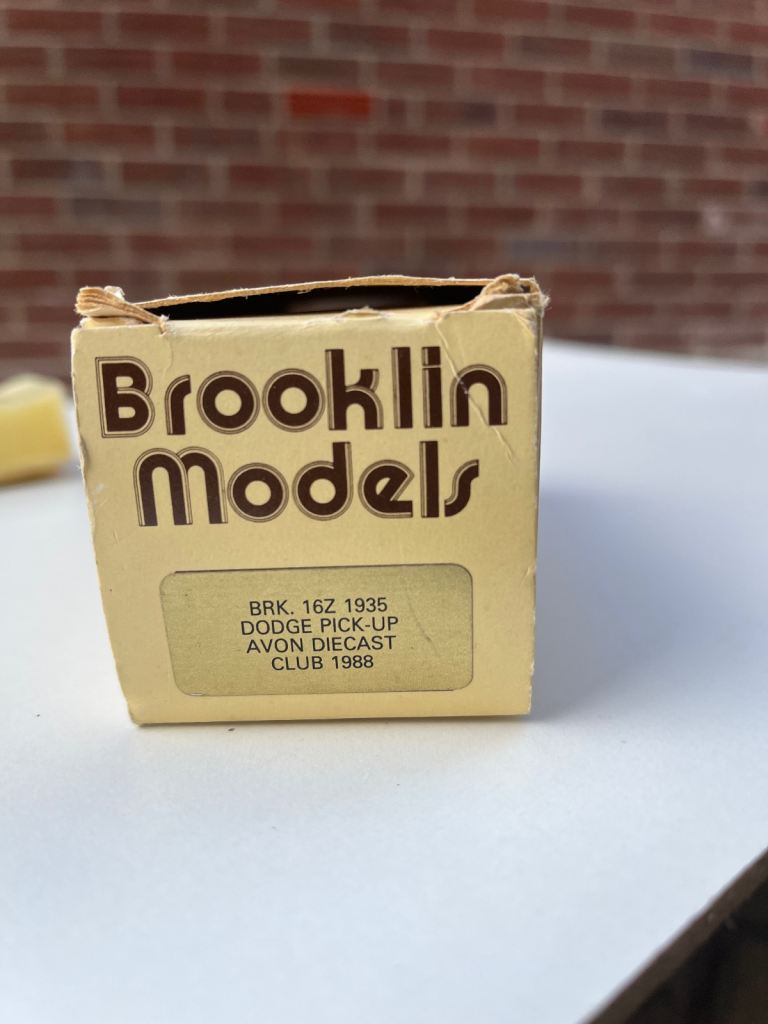 Brooklin
Models
BRK. 16Z 1935
DODGE PICK-UP
AVON DIECAST
CLUB 1988